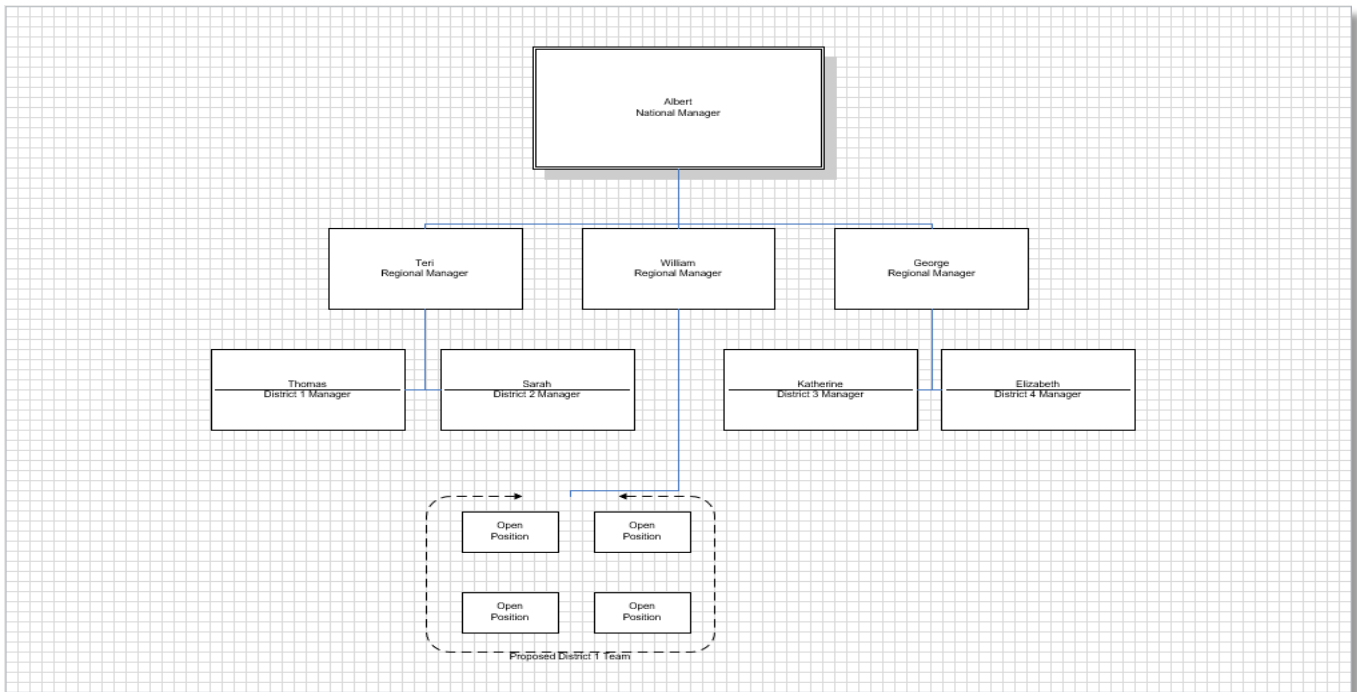 Albert
National Manager
Teri
Regional Manager
William
Regional Manager
George
Regional Manager
Thomas
District 1 Manager
Sarah
District 2 Manager
Katherine
District 3 Manager
Elizabeth
District 4 Manager
Open
Position
Open
Position
Open
Position
Open
Position
Proposed District 1 Team